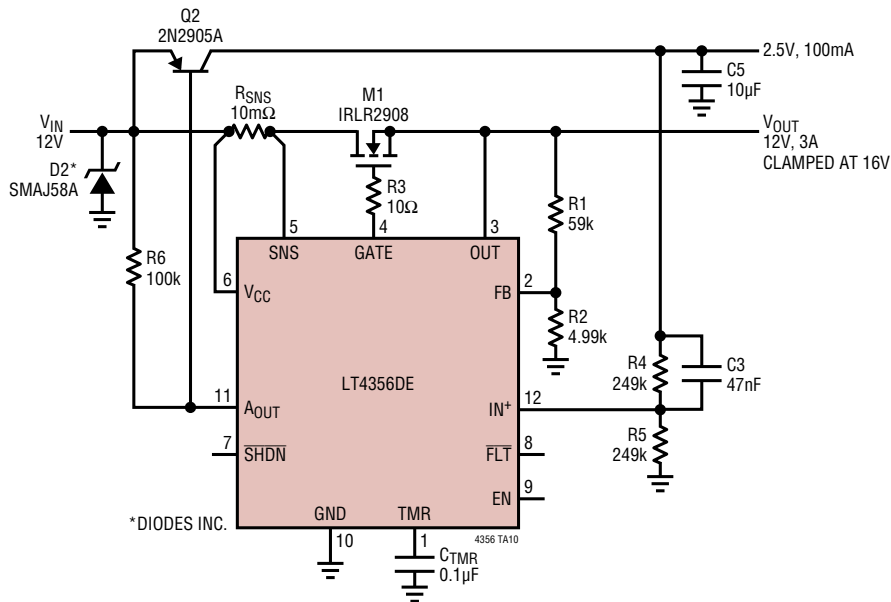 Q2
2N2905A
2.5V, 100mA
C5
10µF
VIN
12V
RSNS
10mΩ
M1
IRLR2908
VOUT
12V, 3A
CLAMPED AT 16V
D2*
SMAJ58A
R3
10Ω
R1
59k
5
4
3
SNS
GATE
OUT
R6
100k
6
VCC
FB
2
R2
4.99k
LT4356DE
R4
249k
C3
47nF
11
AOUT
IN+
12
R5
249k
7
SHDN
FLT
8
EN
9
*DIODES INC.
GND
TMR
10
1
4356 TA10
CTMR
0.1µF